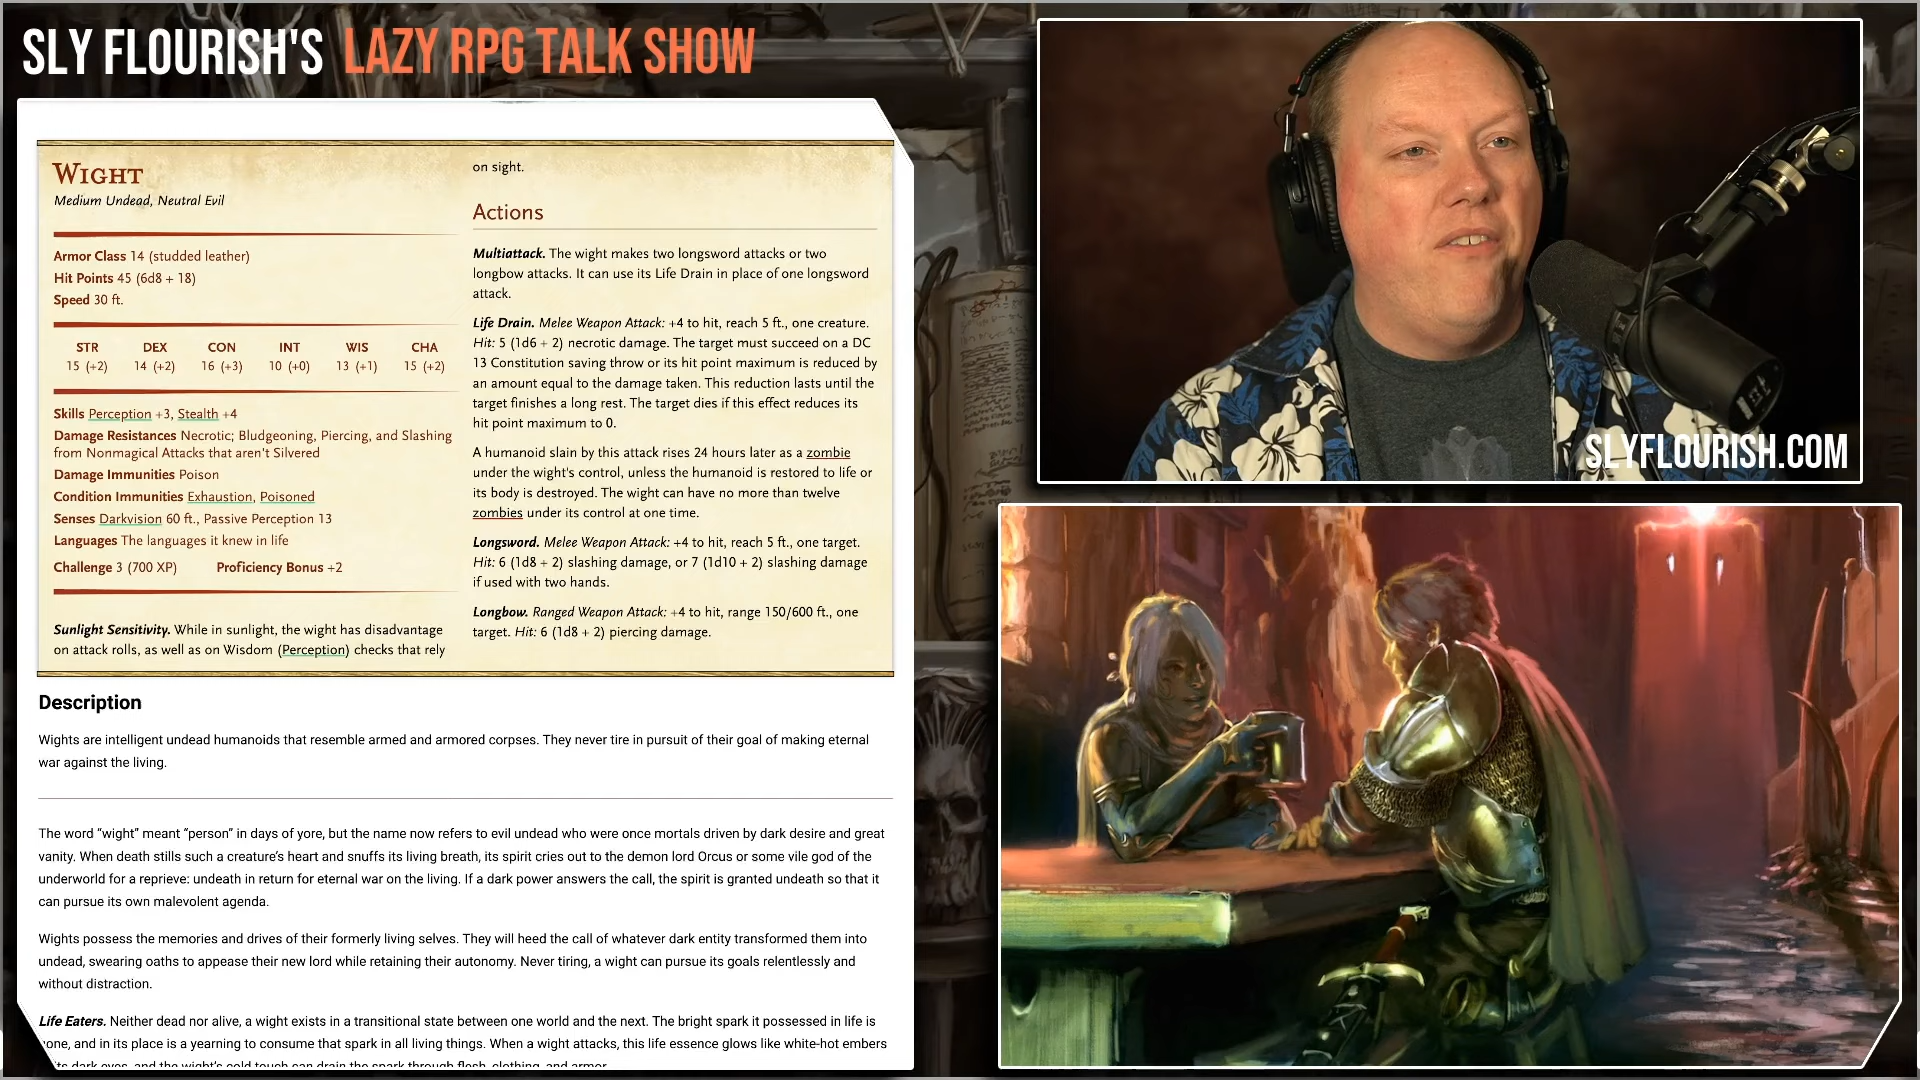 SLY FLOURISH'S LAZY RPG TALK SHOW
WIGHT
Medium Undead, Neutral Evil
Armor Class 14 (studded leather)
Hit Points 45 (6d8 + 18)
Speed 30 ft.
STR DEX CON INT WIS CHA
15 (+2) 14 (+2) 16 (+3) 10 (+0) 13 (+1) 15 (+2)
Skills Perception +3, Stealth +4
Damage Resistances Necrotic; Bludgeoning, Piercing, and Slashing
from Nonmagical Attacks that aren't Silvered
Damage Immunities Poison
Condition Immunities Exhaustion, Poisoned
Senses Darkvision 60 ft., Passive Perception 13
Languages The languages it knew in life
Challenge 3 (700 XP) Proficiency Bonus +2
Sunlight Sensitivity. While in sunlight, the wight has disadvantage
on attack rolls, as well as on Wisdom (Perception) checks that rely
on sight.
Actions
Multiattack. The wight makes two longsword attacks or two
longbow attacks. It can use its Life Drain in place of one longsword
attack.
Life Drain. Melee Weapon Attack: +4 to hit, reach 5 ft., one creature.
Hit: 5 (1d6 + 2) necrotic damage. The target must succeed on a DC
13 Constitution saving throw or its hit point maximum is reduced by
an amount equal to the damage taken. This reduction lasts until the
target finishes a long rest. The target dies if this effect reduces its
hit point maximum to 0.
A humanoid slain by this attack rises 24 hours later as a zombie
under the wight's control, unless the humanoid is restored to life or
its body is destroyed. The wight can have no more than twelve
zombies under its control at one time.
Longsword. Melee Weapon Attack: +4 to hit, reach 5 ft., one target.
Hit: 6 (1d8 + 2) slashing damage, or 7 (1d10 + 2) slashing damage
if used with two hands.
Longbow. Ranged Weapon Attack: +4 to hit, range 150/600 ft., one
target. Hit: 6 (1d8 + 2) piercing damage.
Description
Wights are intelligent undead humanoids that resemble armed and armored corpses. They never tire in pursuit of their goal of making eternal
war against the living.
The word “wight” meant “person” in days of yore, but the name now refers to evil undead who were once mortals driven by dark desire and great
vanity. When death stills such a creature’s heart and snuffs its living breath, its spirit cries out to the demon lord Orcus or some vile god of the
underworld for a reprieve: undeath in return for eternal war on the living. If a dark power answers the call, the spirit is granted undeath so that it
can pursue its own malevolent agenda.
Wights possess the memories and drives of their formerly living selves. They will heed the call of whatever dark entity transformed them into
undead, swearing oaths to appease their new lord while retaining their autonomy. Never tiring, a wight can pursue its goals relentlessly and
without distraction.
Life Eaters. Neither dead nor alive, a wight exists in a transitional state between one world and the next. The bright spark it possessed in life is
gone, and in its place is a yearning to consume that spark in all living things. When a wight attacks, this life essence glows like white-hot embers
its dark eyes, and the wight’s cold touch can drain the spark through flesh, clothing, and armor.
SLYFLOURISH.COM